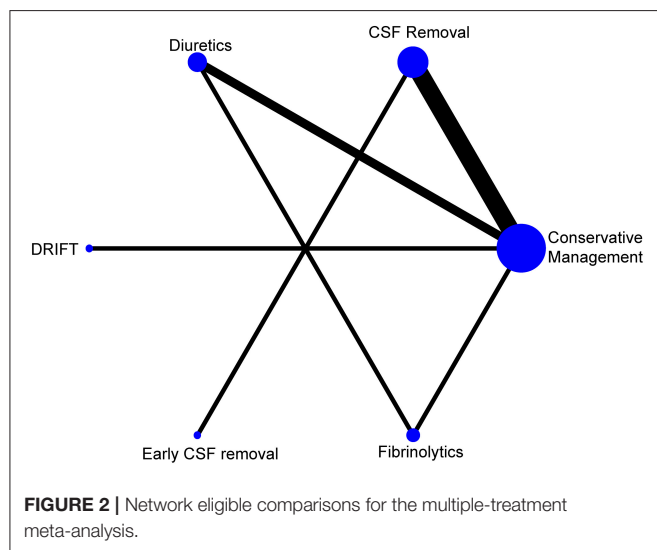 CSF Removal
Diuretics
Conservative
Management
DRIFT
Early CSF removal
Fibrinolytics
FIGURE 2 | Network eligible comparisons for the multiple-treatment
meta-analysis.